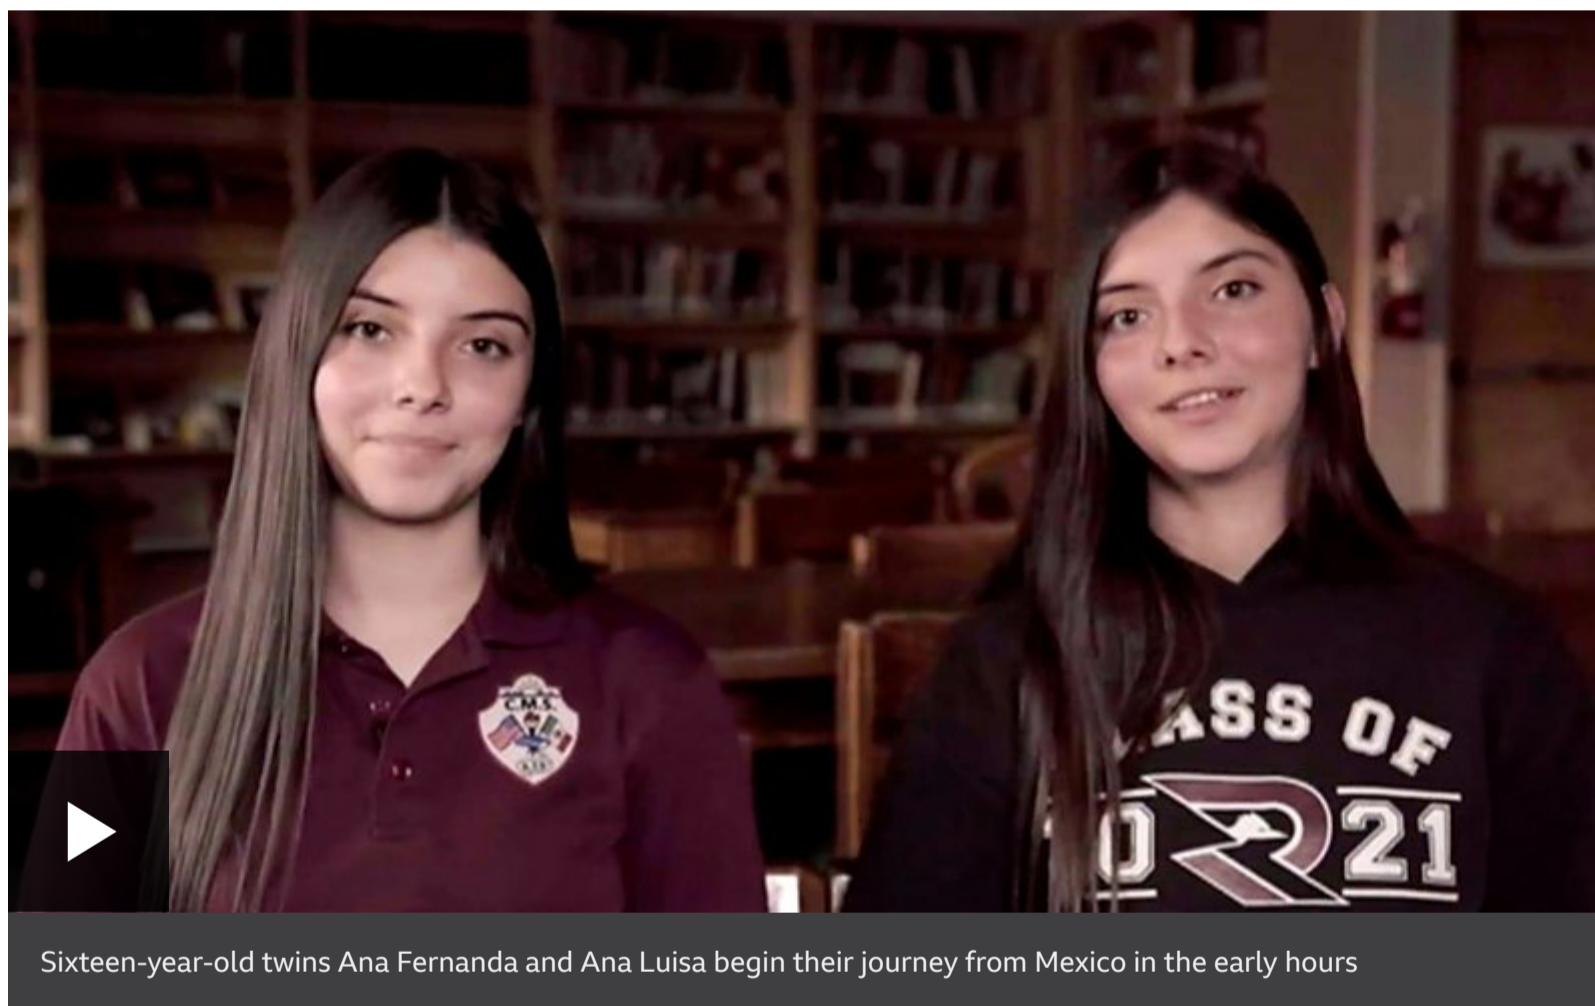 C.M.S.
ASS OF
21
Sixteen-year-old twins Ana Fernanda and Ana Luisa begin their journey from Mexico in the early hours